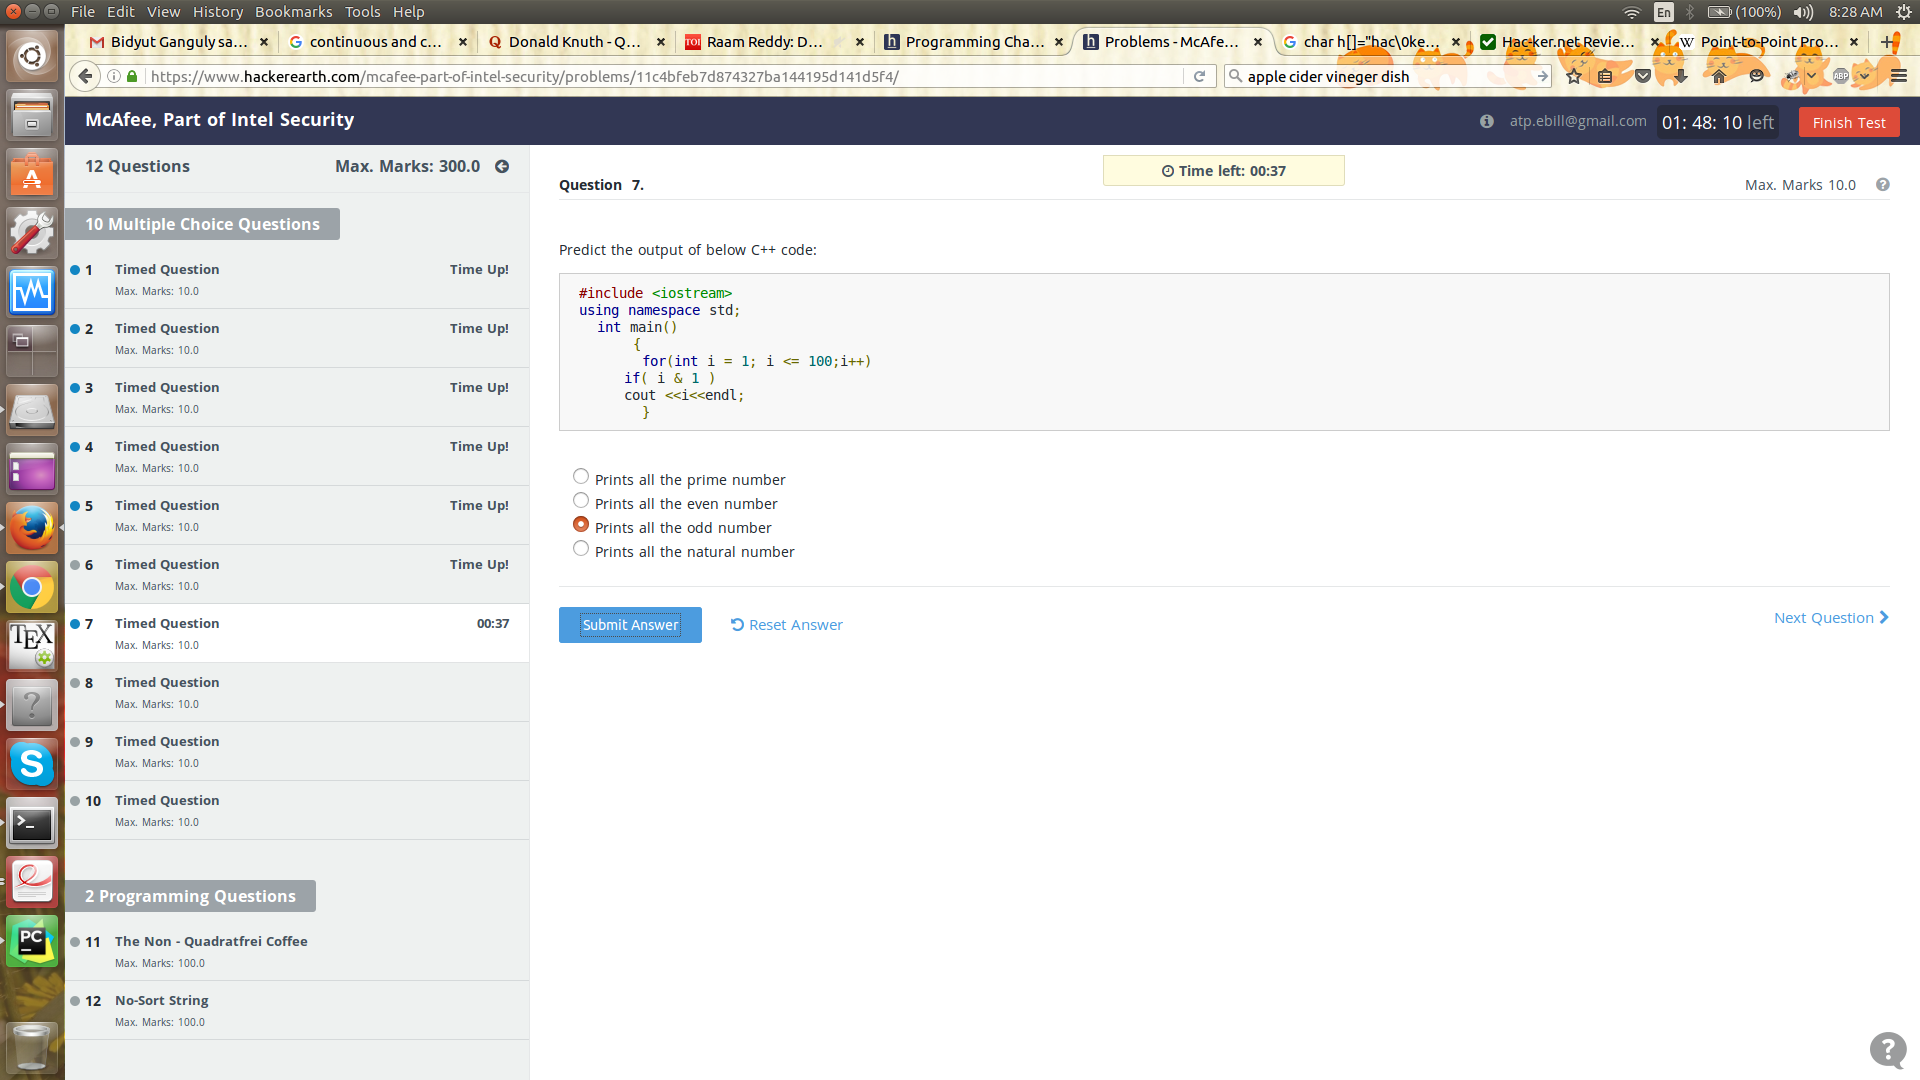 File Edit View History Bookmarks Tools Help
En (100%) 8:28 AM
Bidyut Ganguly sa...
continuous and c...
Donald Knuth - Q...
TOI Raam Reddy: D...
Programming Cha...
Problems - McAfe...
char h[]="hac\0ke...
Hac-ker.net Revie...
Point-to-Point Pro...
https://www.hackerearth.com/mcafee-part-of-intel-security/problems/11c4bfeb7d874327ba144195d141d5f4/
apple cider vineger dish
ABP
McAfee, Part of Intel Security
atp.ebill@gmail.com
01: 48: 10 left
Finish Test
12 Questions Max. Marks: 300.0
10 Multiple Choice Questions
1 Timed Question Time Up!
Max. Marks: 10.0
2 Timed Question Time Up!
Max. Marks: 10.0
3 Timed Question Time Up!
Max. Marks: 10.0
4 Timed Question Time Up!
Max. Marks: 10.0
5 Timed Question Time Up!
Max. Marks: 10.0
6 Timed Question Time Up!
Max. Marks: 10.0
7 Timed Question 00:37
Max. Marks: 10.0
8 Timed Question
Max. Marks: 10.0
9 Timed Question
Max. Marks: 10.0
10 Timed Question
Max. Marks: 10.0
2 Programming Questions
11 The Non - Quadratfrei Coffee
Max. Marks: 100.0
12 No-Sort String
Max. Marks: 100.0
Time left: 00:37
Question 7.
Max. Marks 10.0
Predict the output of below C++ code:
#include <iostream>
using namespace std;
int main()
{
for(int i = 1; i <= 100;i++)
if( i & 1 )
cout <<i<<endl;
}
Prints all the prime number
Prints all the even number
Prints all the odd number
Prints all the natural number
Submit Answer
Reset Answer
Next Question
TEX
PC